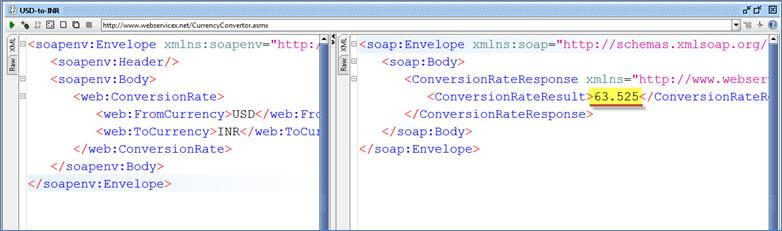 USD-to-INR
http://www.webservicex.net/CurrencyConvertor.asmx
XML
Raw
<soapenv:Envelope xmlns:soapenv="http:/
<soapenv:Header/>
<soapenv:Body>
<web:ConversionRate>
<web:FromCurrency>USD</web:Fro
<web:ToCurrency>INR</web:ToCur
</web:ConversionRate>
</soapenv:Body>
</soapenv:Envelope>
XML
Raw
<soap:Envelope xmlns:soap="http://schemas.xmlsoap.org/
<soap:Body>
<ConversionRateResponse xmlns="http://www.webserv
<ConversionRateResult>63.525</ConversionRateRe
</ConversionRateResponse>
</soap:Body>
</soap:Envelope>